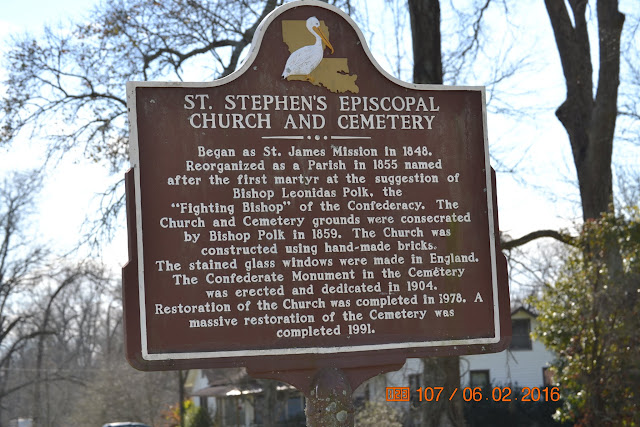 ST. STEPHEN'S EPISCOPAL
CHURCH AND CEMETERY
Began as St. James Mission in 1848.
Reorganized as a Parish in 1855 named
after the first martyr at the suggestion of
Bishop Leonidas Polk, the
"Fighting Bishop" of the Confederacy. The
Church and Cemetery grounds were consecrated
by Bishop Polk in 1859. The Church was
constructed using hand-made bricks.
The stained glass windows were made in England.
The Confederate Monument in the Cemetery
was erected and dedicated in 1904.
Restoration of the Church was completed in 1978. A
massive restoration of the Cemetery was
completed 1991.
107 / 06 02 2016